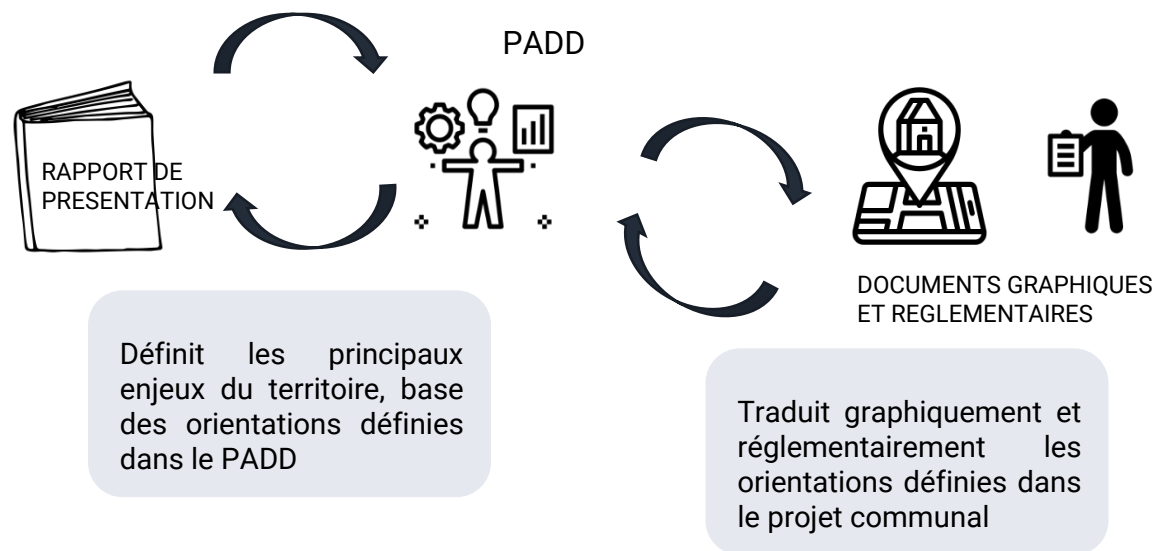 PADD
RAPPORT DE
PRESENTATION
DOCUMENTS GRAPHIQUES
ET REGLEMENTAIRES
Définit les principaux
enjeux du territoire, base
des orientations définies
dans le PADD
Traduit graphiquement et
réglementairement les
orientations définies dans
le projet communal